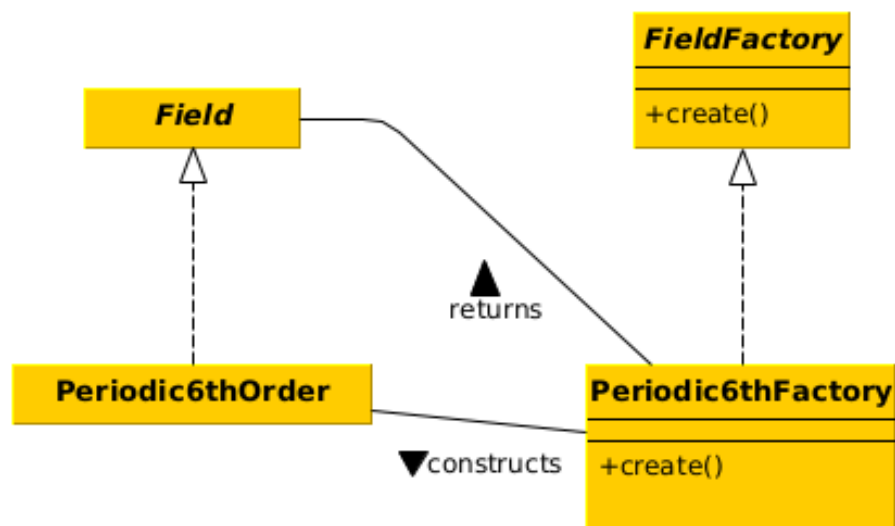 FieldFactory
+create()
Field
returns
Periodic6thOrder
Periodic6thFactory
constructs
+create()